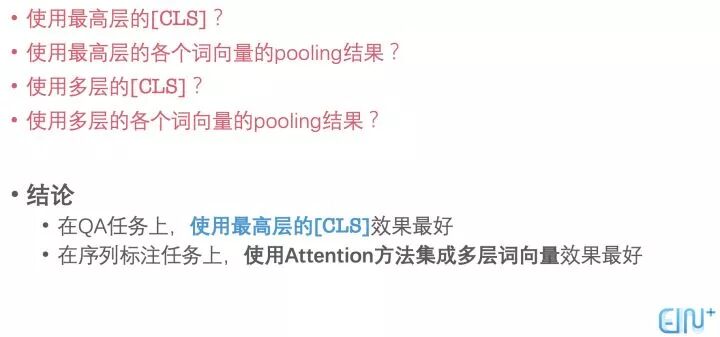 • 使用最高层的[CLS]？
• 使用最高层的各个词向量的pooling结果？
• 使用多层的[CLS]？
• 使用多层的各个词向量的pooling结果？
• 结论
• 在QA任务上，使用最高层的[CLS]效果最好
• 在序列标注任务上，使用Attention方法集成多层词向量效果最好
EIN+